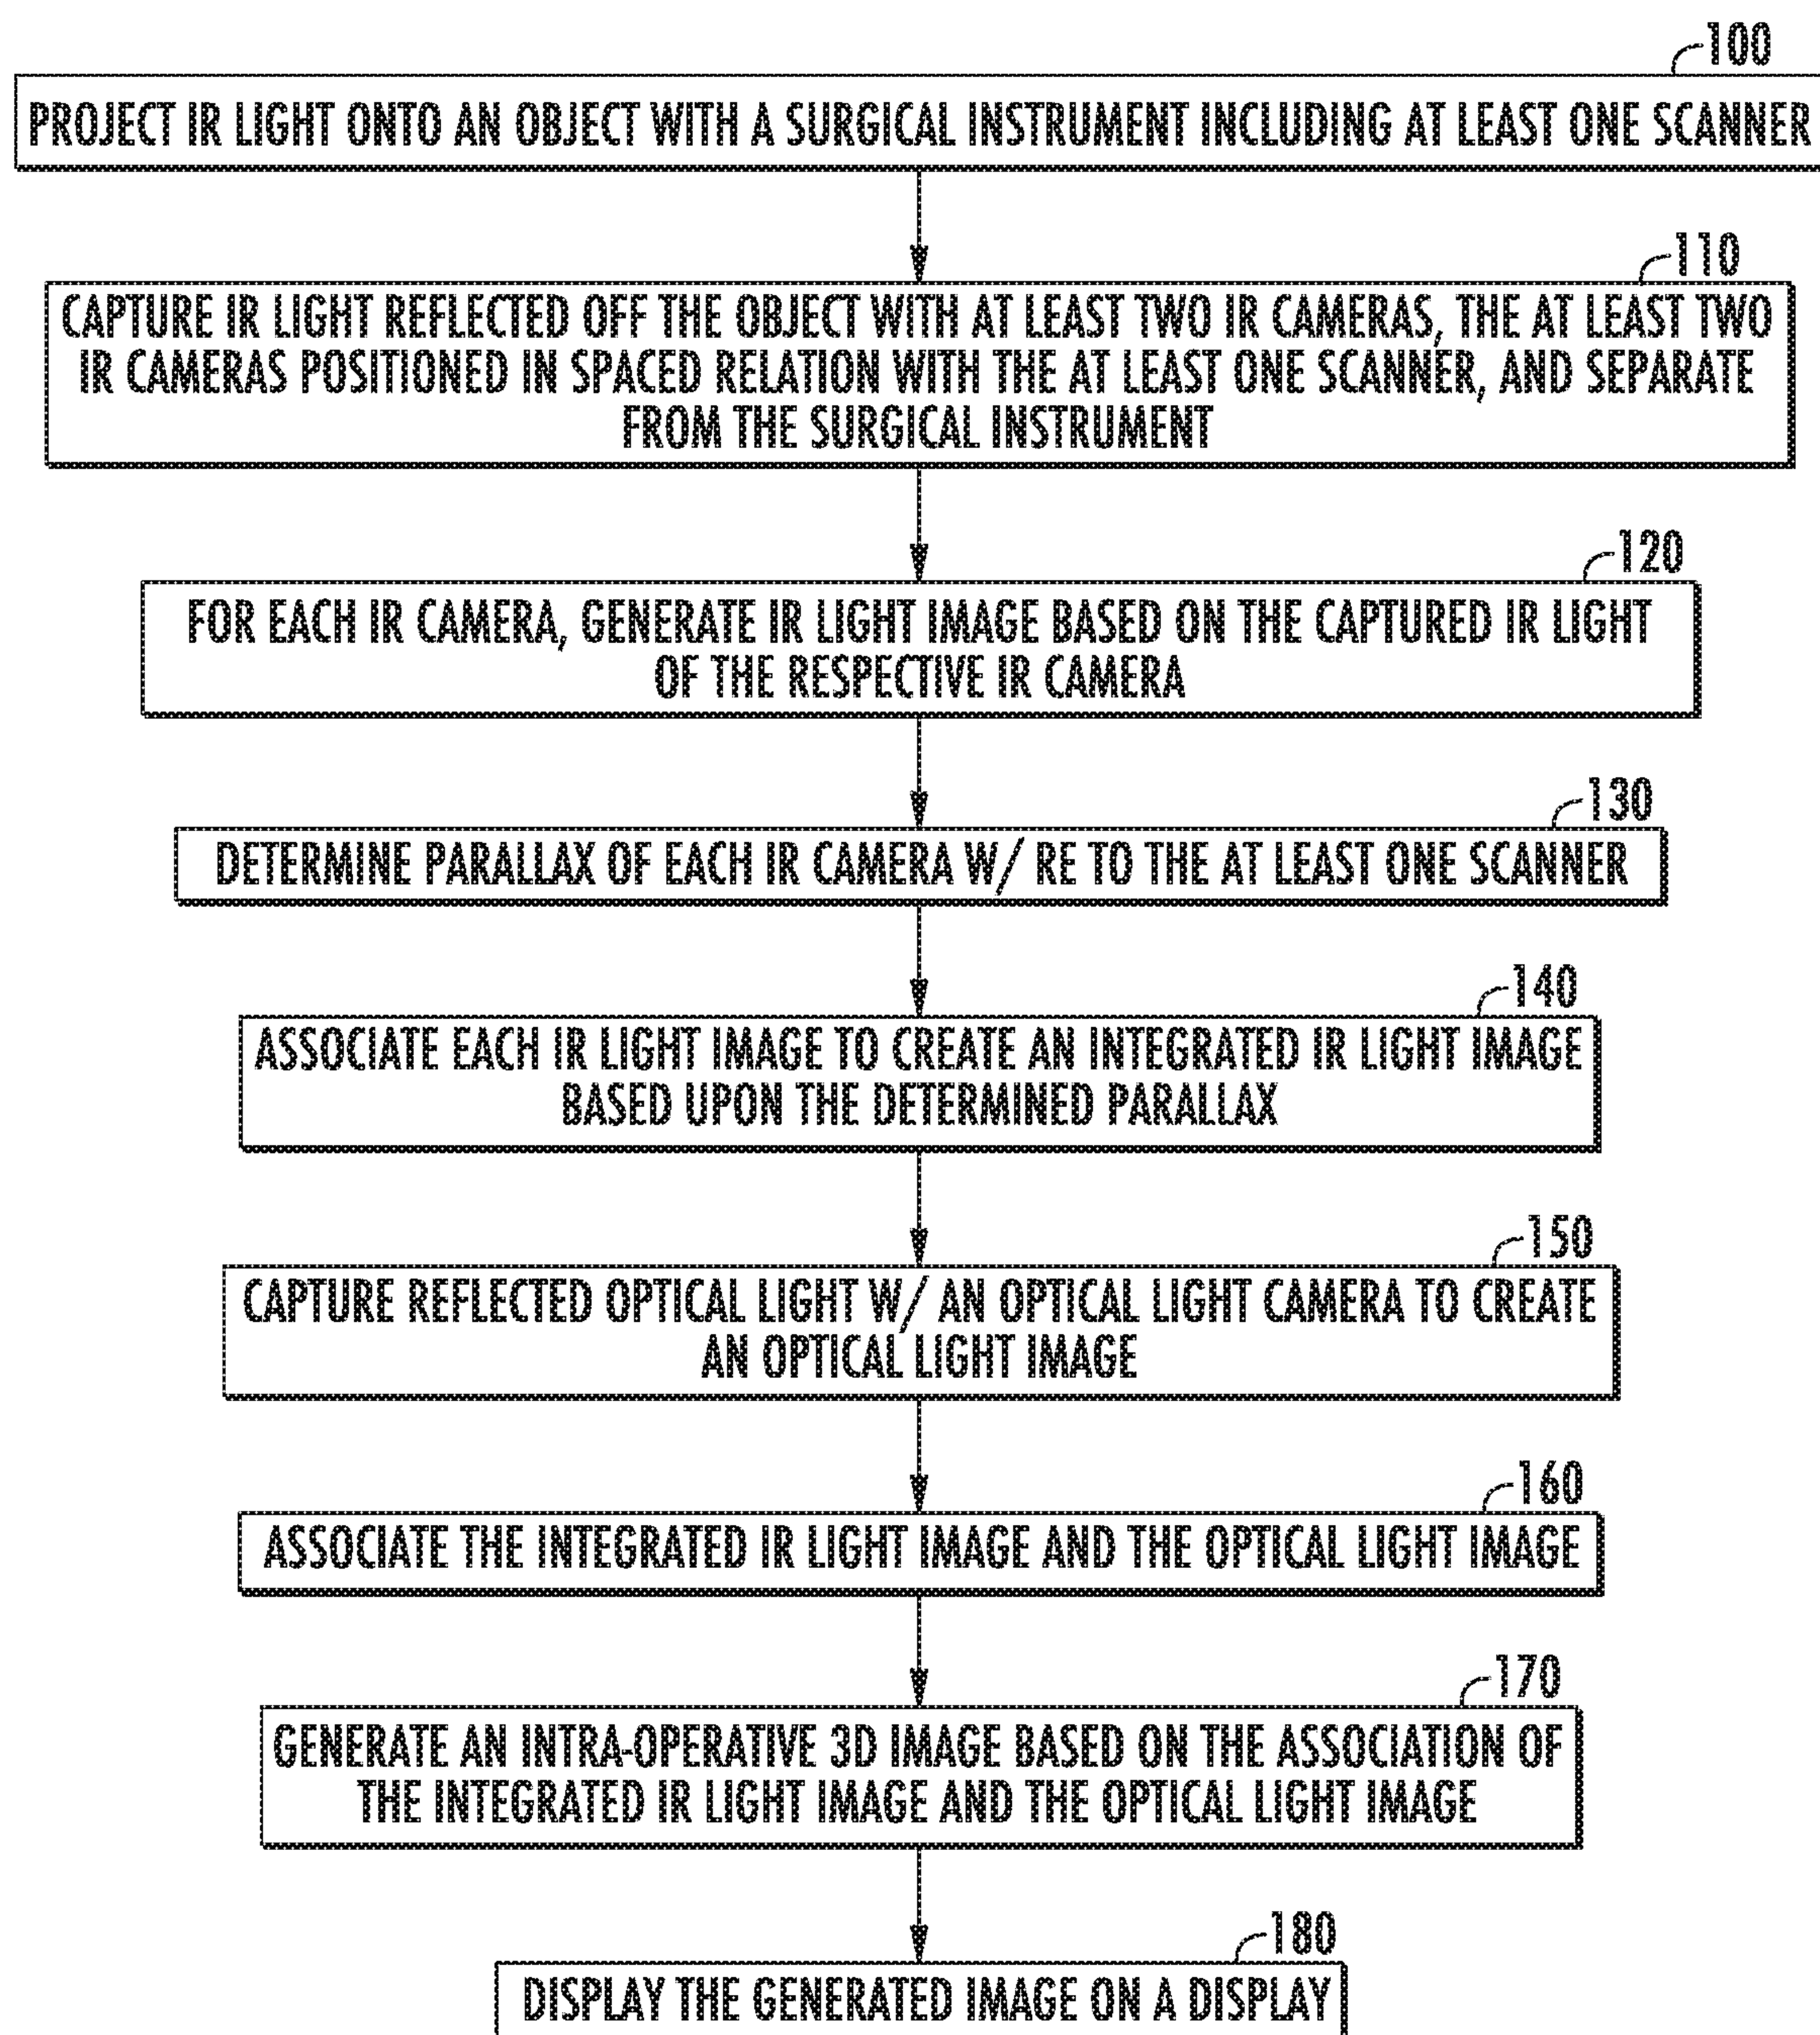 100
PROJECT IR LIGHT ONTO AN OBJECT WITH A SURGICAL INSTRUMENT INCLUDING AT LEAST ONE SCANNER
110
CAPTURE IR LIGHT REFLECTED OFF THE OBJECT WITH AT LEAST TWO IR CAMERAS, THE AT LEAST TWO
IR CAMERAS POSITIONED IN SPACED RELATION WITH THE AT LEAST ONE SCANNER, AND SEPARATE
FROM THE SURGICAL INSTRUMENT
120
FOR EACH IR CAMERA, GENERATE IR LIGHT IMAGE BASED ON THE CAPTURED IR LIGHT
OF THE RESPECTIVE IR CAMERA
130
DETERMINE PARALLAX OF EACH IR CAMERA W/ RE TO THE AT LEAST ONE SCANNER
140
ASSOCIATE EACH IR LIGHT IMAGE TO CREATE AN INTEGRATED IR LIGHT IMAGE
BASED UPON THE DETERMINED PARALLAX
150
CAPTURE REFLECTED OPTICAL LIGHT W/ AN OPTICAL LIGHT CAMERA TO CREATE
AN OPTICAL LIGHT IMAGE
160
ASSOCIATE THE INTEGRATED IR LIGHT IMAGE AND THE OPTICAL LIGHT IMAGE
170
GENERATE AN INTRA-OPERATIVE 3D IMAGE BASED ON THE ASSOCIATION OF
THE INTEGRATED IR LIGHT IMAGE AND THE OPTICAL LIGHT IMAGE
180
DISPLAY THE GENERATED IMAGE ON A DISPLAY